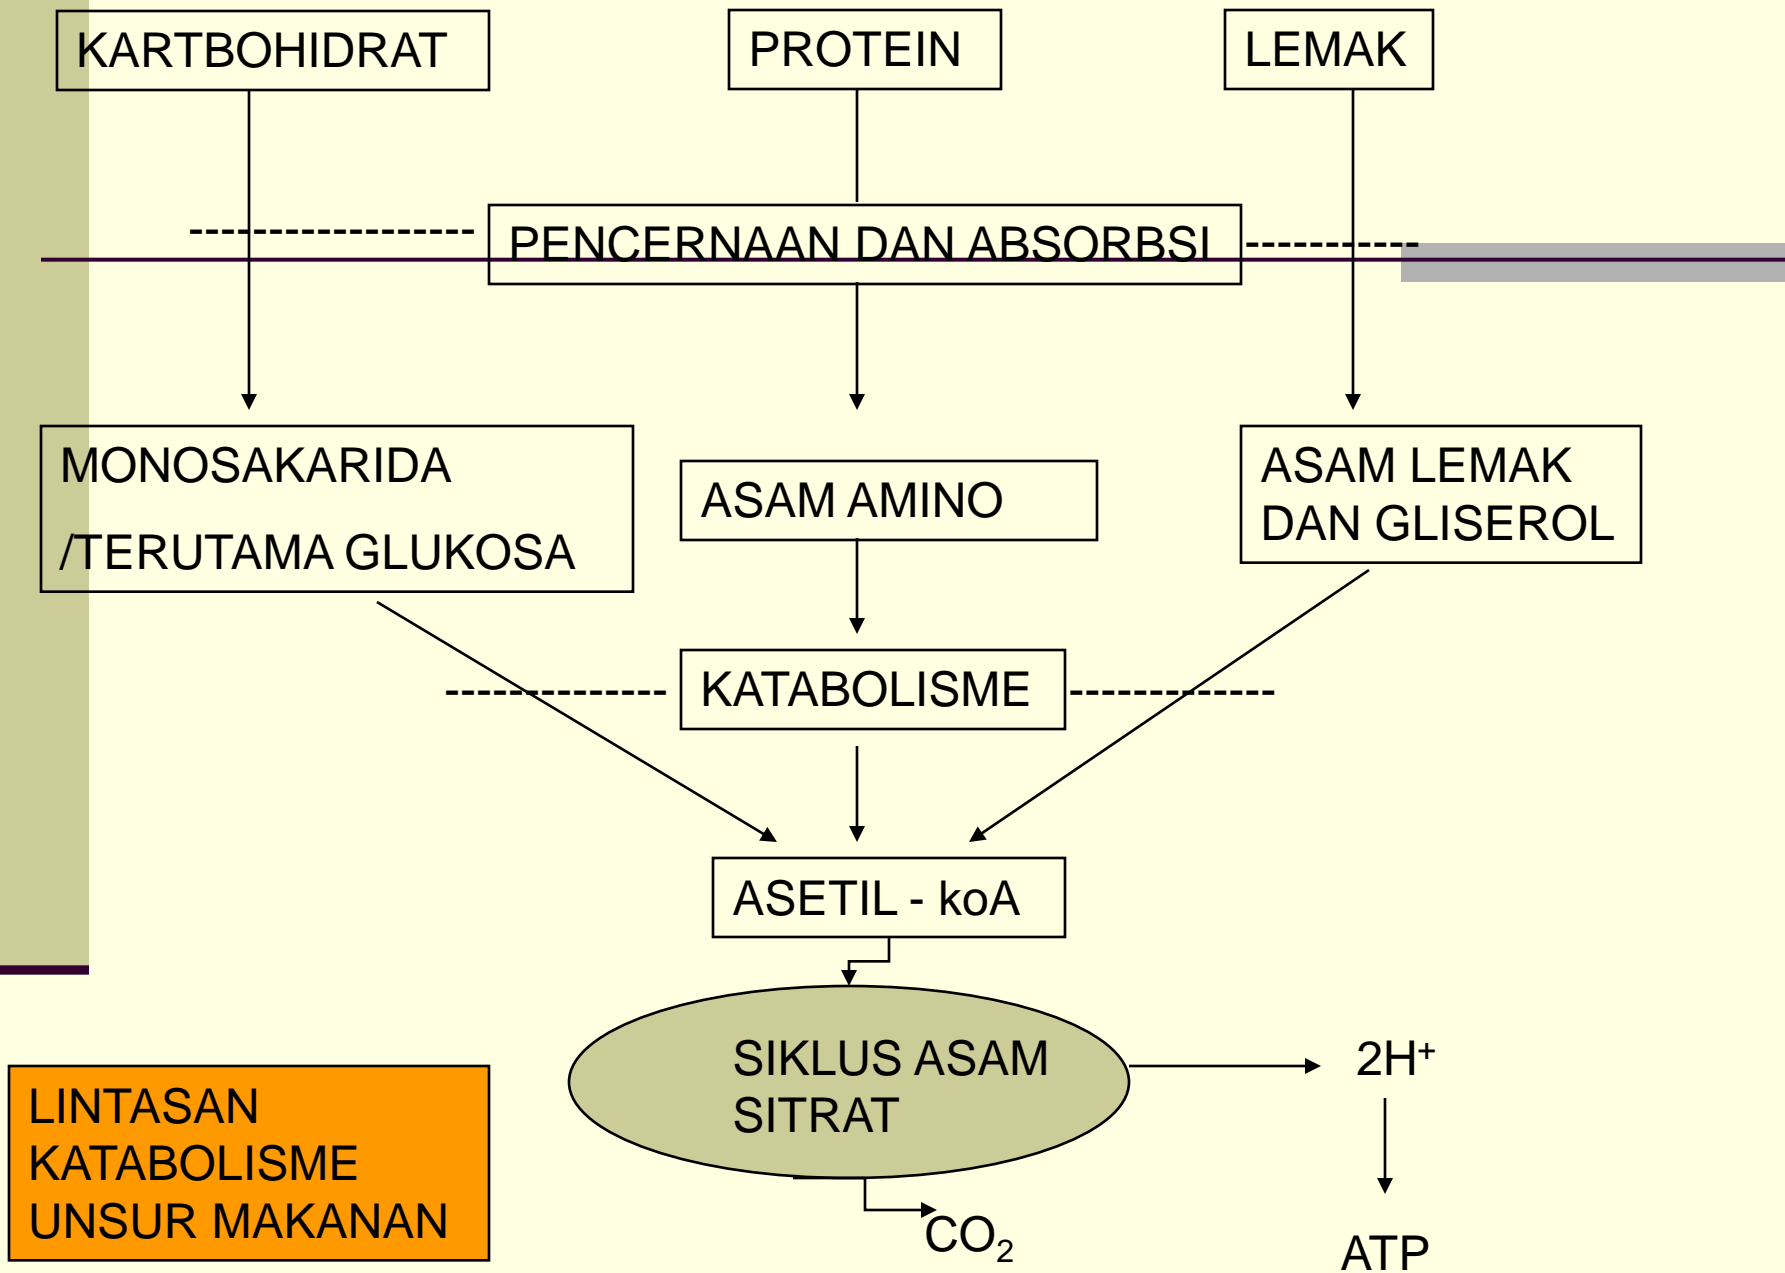 KARTBOHIDRAT
PROTEIN
LEMAK
----------------- PENCERNAAN DAN ABSORBSI -----------
MONOSAKARIDA
/TERUTAMA GLUKOSA
ASAM AMINO
ASAM LEMAK
DAN GLISEROL
------------- KATABOLISME -------------
ASETIL - koA
SIKLUS ASAM
SITRAT
2H⁺
LINTASAN
KATABOLISME
UNSUR MAKANAN
CO₂
ATP